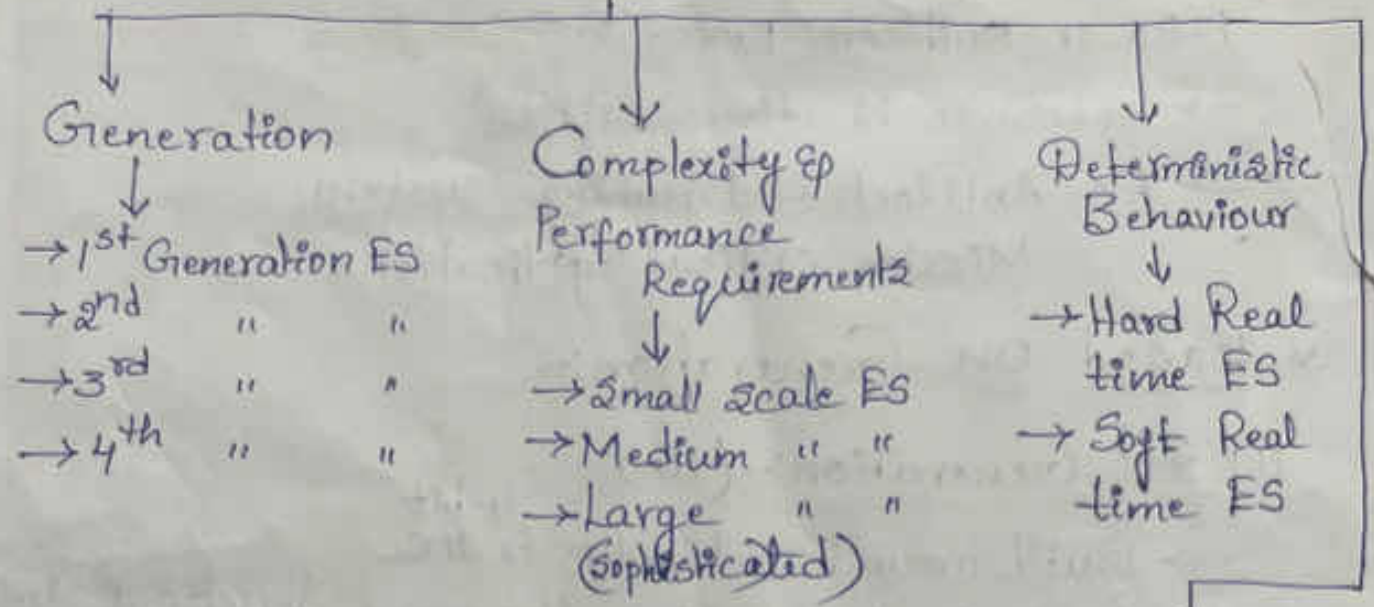 Generation
→ 1st Generation ES
→ 2nd " "
→ 3rd " "
→ 4th " "
Complexity &
Performance
Requirements
→ Small Scale ES
→ Medium " "
→ Large " "
(Sophisticated)
Deterministic
Behaviour
→ Hard Real
time ES
→ Soft Real
time ES